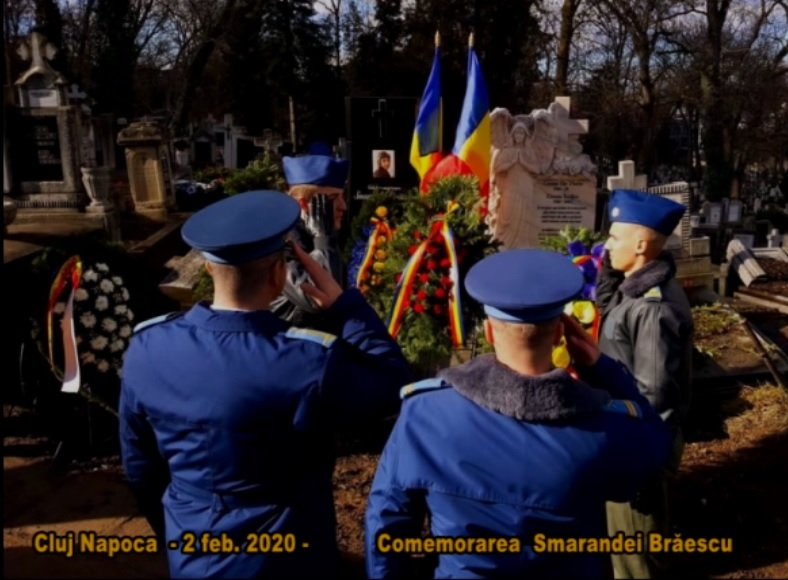 Cluj Napoca - 2 feb. 2020 - Comemorarea Smarandei Brăescu